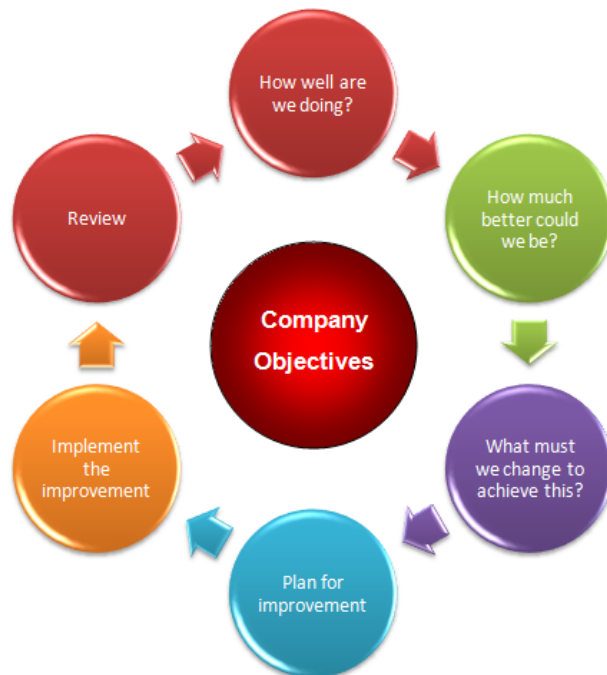 How well are
we doing?
How much
better could
we be?
What must
we change to
achieve this?
Plan for
improvement
Implement
the
improvement
Review
Company
Objectives